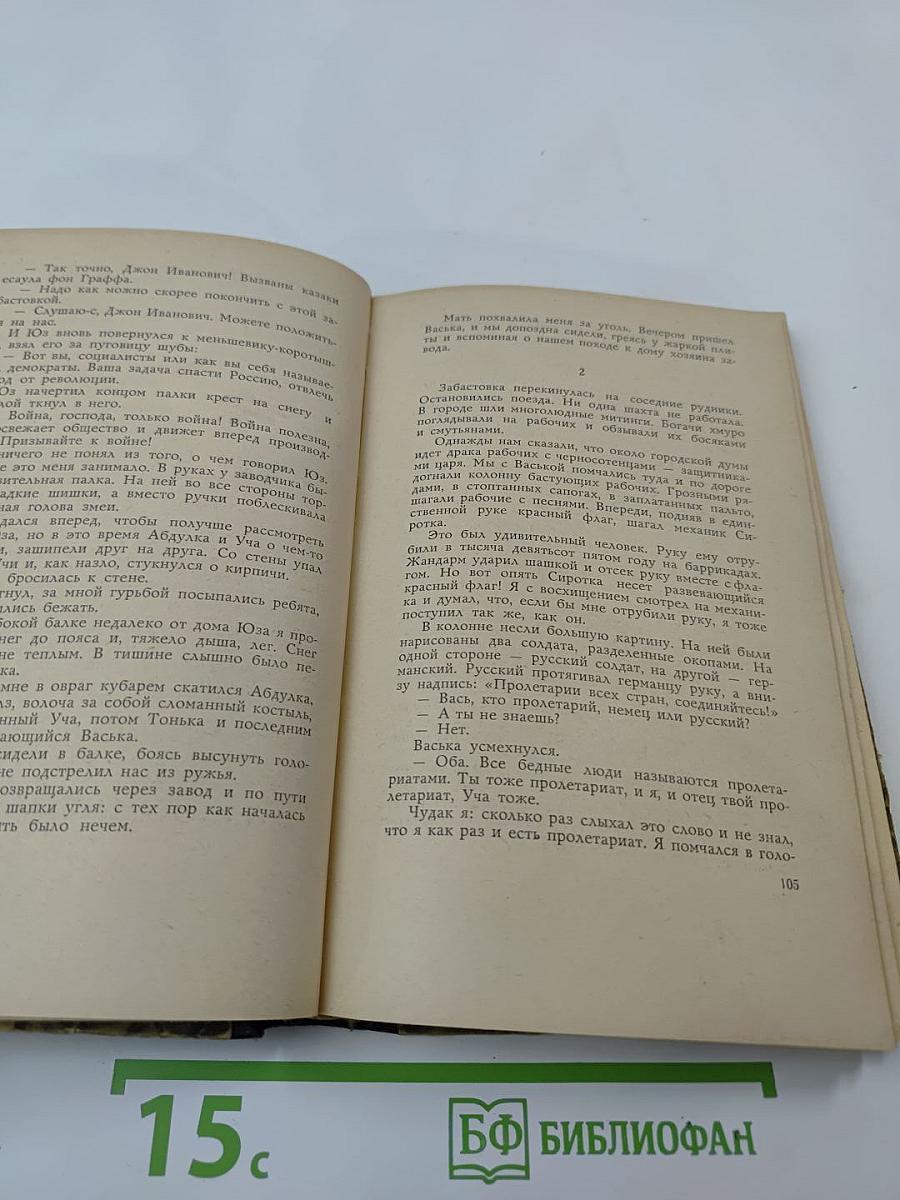 — Так точно, Джон Иванович! Вызваны казаки
есаула фон Граффа.
— Надо как можно скорее покончить с этой за-
бастовкой.
— Слушаю-с, Джон Иванович. Можете положить-
на нас.
И Юз вновь повернулся к меньшевику-коротыш-
взял его за пуговицу шубы:
— Вот вы, социалисты или как вы себя называе-
демократы. Ваша задача спасти Россию, отвлечь
от революции.
начертил концом палки крест на снегу и
ткнул в него.
Война, господа, только война! Война полезна,
освежает общество и движет вперед производ-
Призывайте к войне!
ничего не понял из того, о чем говорил Юз.
не это меня занимало. В руках у заводчика бы-
палка. На ней во все стороны тор-
шишки, а вместо ручки поблескивала
голова змеи.
вперед, чтобы получше рассмотреть
но в это время Абдулка и Уча о чем-то
зашипели друг на друга. Со стены упал
Учи и, как назло, стукнулся о кирпичи.
бросилась к стене.
за мной гурьбой посыпались ребята,
бежать.
балке недалеко от дома Юза я про-
снег до пояса и, тяжело дыша, лег. Снег
мне теплым. В тишине слышно было пе-
мне в овраг кубарем скатился Абдулка,
волоча за собой сломанный костыль,
Уча, потом Тонька и последним
Васька.
сидели в балке, боясь высунуть голо-
не подстрелил нас из ружья.
возвращались через завод и по пути
шапки угля: с тех пор как началась
было нечем.
Мать похвалила меня за уголь. Вечером пришел
Васька, и мы допоздна сидели, греясь у жаркой пли-
ты и вспоминая о нашем походе к дому хозяина за-
вода.
2
Забастовка перекинулась на соседние рудники.
Остановились поезда. Ни одна шахта не работала.
В городе шли многолюдные митинги. Богачи хмуро
поглядывали на рабочих и обзывали их босяками
и смутьянами.
Однажды нам сказали, что около городской думы
идет драка рабочих с черносотенцами — защитника-
ми царя. Мы с Васькой помчались туда и по дороге
догнали колонну бастующих рабочих. Грозными ря-
дами, в стоптанных сапогах, в заплатанных пальто,
шагали рабочие с песнями. Впереди, подняв в един-
ственной руке красный флаг, шагал механик Си-
ротка.
Это был удивительный человек. Руку ему отру-
били в тысяча девятьсот пятом году на баррикадах.
Жандарм ударил шашкой и отсек руку вместе с фла-
гом. Но вот опять Сиротка несет развевающийся
красный флаг! Я с восхищением смотрел на механи-
ка и думал, что, если бы мне отрубили руку, я тоже
поступил так же, как он.
В колонне несли большую картину. На ней были
нарисованы два солдата, разделенные окопами. На
одной стороне — русский солдат, на другой — гер-
манский. Русский протягивал германцу руку, а вни-
зу надпись: «Пролетарии всех стран, соединяйтесь!»
— Вась, кто пролетарий, немец или русский?
— А ты не знаешь?
— Нет.
Васька усмехнулся.
— Оба. Все бедные люди называются пролета-
риатами. Ты тоже пролетариат, и я, и отец твой про-
летариат, Уча тоже.
Чудак я: сколько раз слыхал это слово и не знал,
что я как раз и есть пролетариат. Я помчался в голо-
105
15 с
БФ БИБЛИОФАН